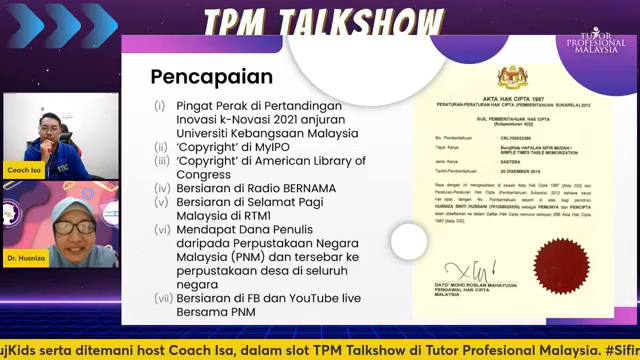 TPM TALKSHOW
TUTOR
PROFESIONAL
MALAYSIA
Pencapaian
(i) Pingat Perak di Pertandingan
Inovasi k-Novasi 2021 anjuran
Universiti Kebangsaan Malaysia
(ii) 'Copyright' di MyIPO
(iii) 'Copyright' di American Library of
Congress
(iv) Bersiaran di Radio BERNAMA
(v) Bersiaran di Selamat Pagi
Malaysia di RTM1
(vi) Mendapat Dana Penulis
daripada Perpustakaan Negara
Malaysia (PNM) dan tersebar ke
perpustakaan desa di seluruh
negara
(vii) Bersiaran di FB dan YouTube live
Bersama PNM
AKTA HAK CIPTA 1987
PERATURAN-PERATURAN HAK CIPTA (PEMBERITAHUAN SUKARELA) 2012
SIJIL PEMBERITAHUAN HAK CIPTA
[Subperaturan 5(2)]
No. Pemberitahuan
Tajuk Karya : BungKids HAFALAN SIFIR MUDAH /
SIMPLE TIMES TABLE MEMORIZATION
Jenis Karya : SASTERA
Tarikh Pemberitahuan : 20 DISEMBER 2018
DATO' MOHD ROSLAN MAHAYUDIN
PENGAWAL HAK CIPTA
MALAYSIA
Coach Isa
Dr. Husniza
ujKids serta ditemani host Coach Isa, dalam slot TPM Talkshow di Tutor Profesional Malaysia. #Sifi